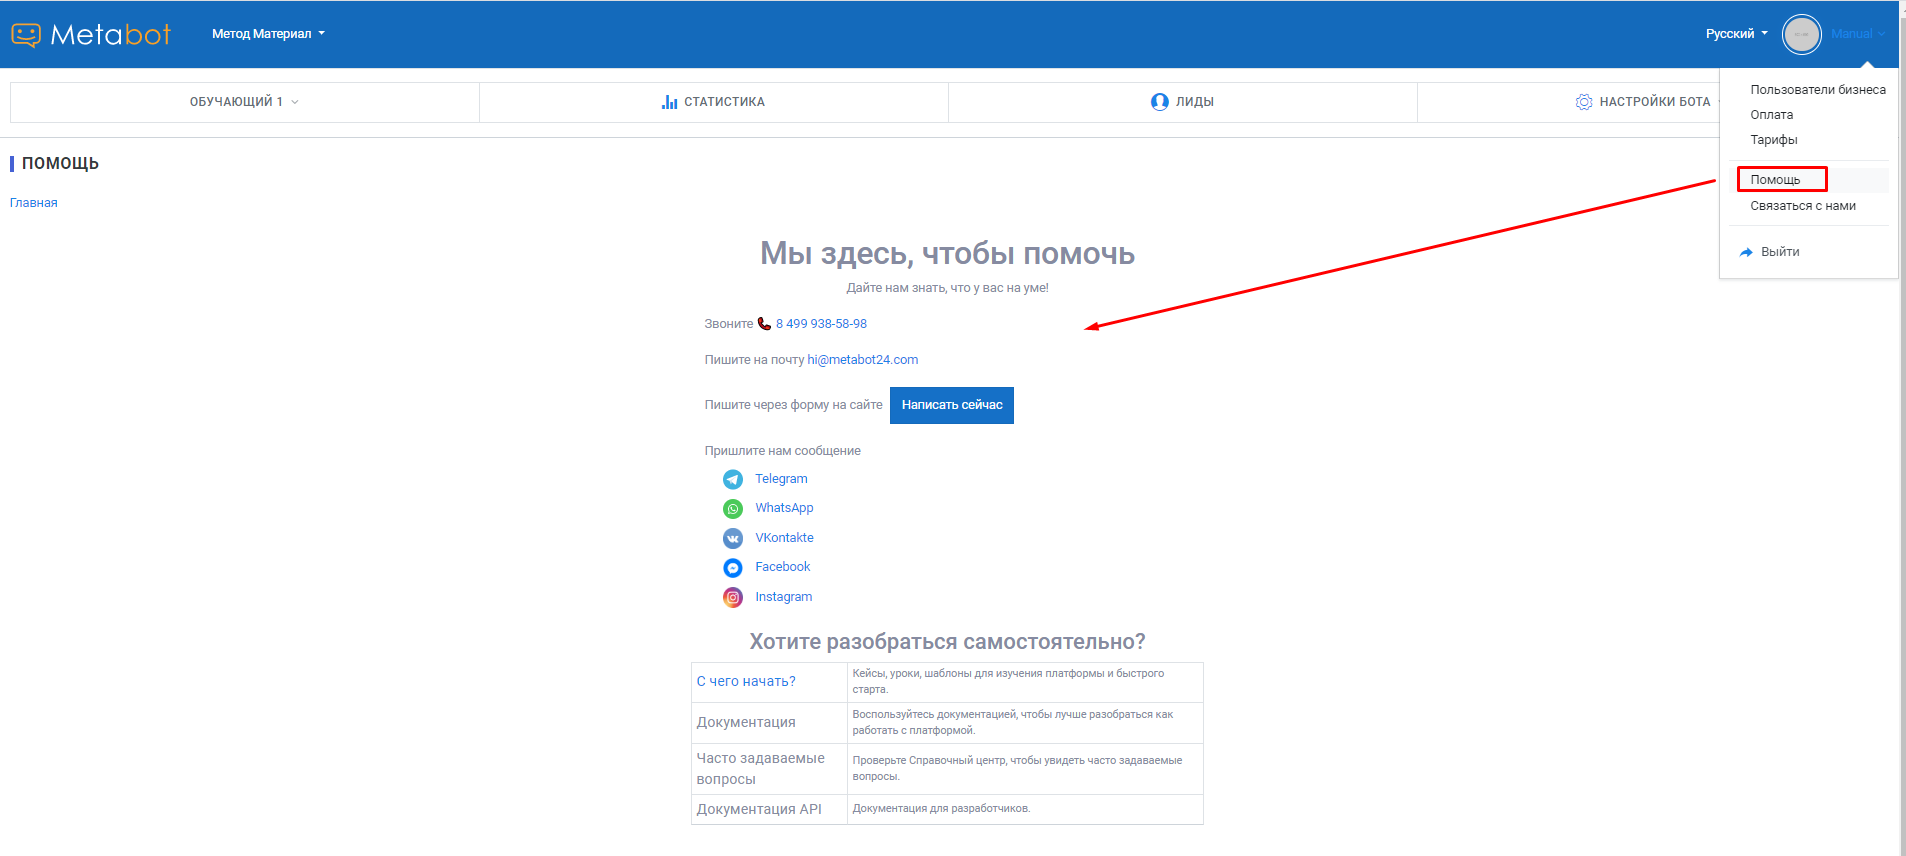 Metabot
Метод Материал
Русский
Manual
ОБУЧАЮЩИЙ 1
СТАТИСТИКА
ЛИДЫ
НАСТРОЙКИ БОТА
Пользователи бизнеса
Оплата
Тарифы
Помощь
Связаться с нами
Выйти
ПОМОЩЬ
Главная
Мы здесь, чтобы помочь
Дайте нам знать, что у вас на уме!
Звоните 8 499 938-58-98
Пишите на почту hi@metabot24.com
Пишите через форму на сайте Написать сейчас
Пришлите нам сообщение
Telegram
WhatsApp
VKontakte
Facebook
Instagram
Хотите разобраться самостоятельно?
С чего начать?
Кейсы, уроки, шаблоны для изучения платформы и быстрого
старта.
Документация
Воспользуйтесь документацией, чтобы лучше разобраться как
работать с платформой.
Часто задаваемые
вопросы
Проверьте Справочный центр, чтобы увидеть часто задаваемые
вопросы.
Документация API
Документация для разработчиков.